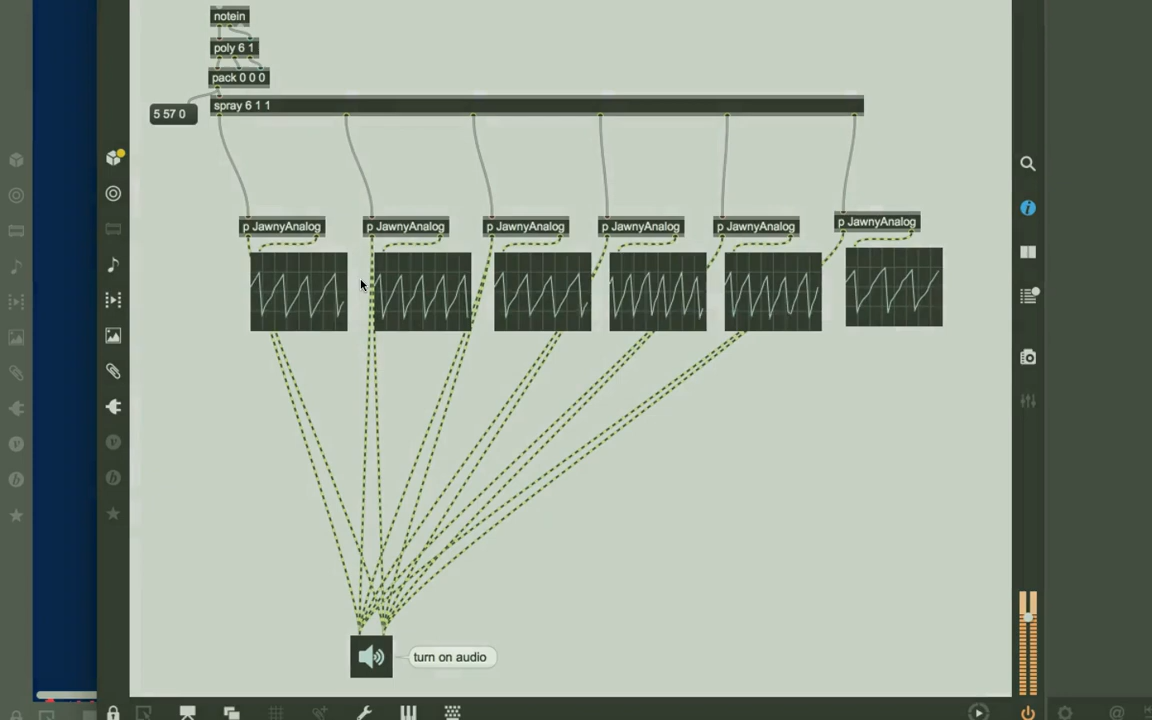 notein
poly 6 1
pack 0 0 0
spray 6 1 1
5 57 0
p JawnyAnalog
p JawnyAnalog
p JawnyAnalog
p JawnyAnalog
p JawnyAnalog
p JawnyAnalog
turn on audio